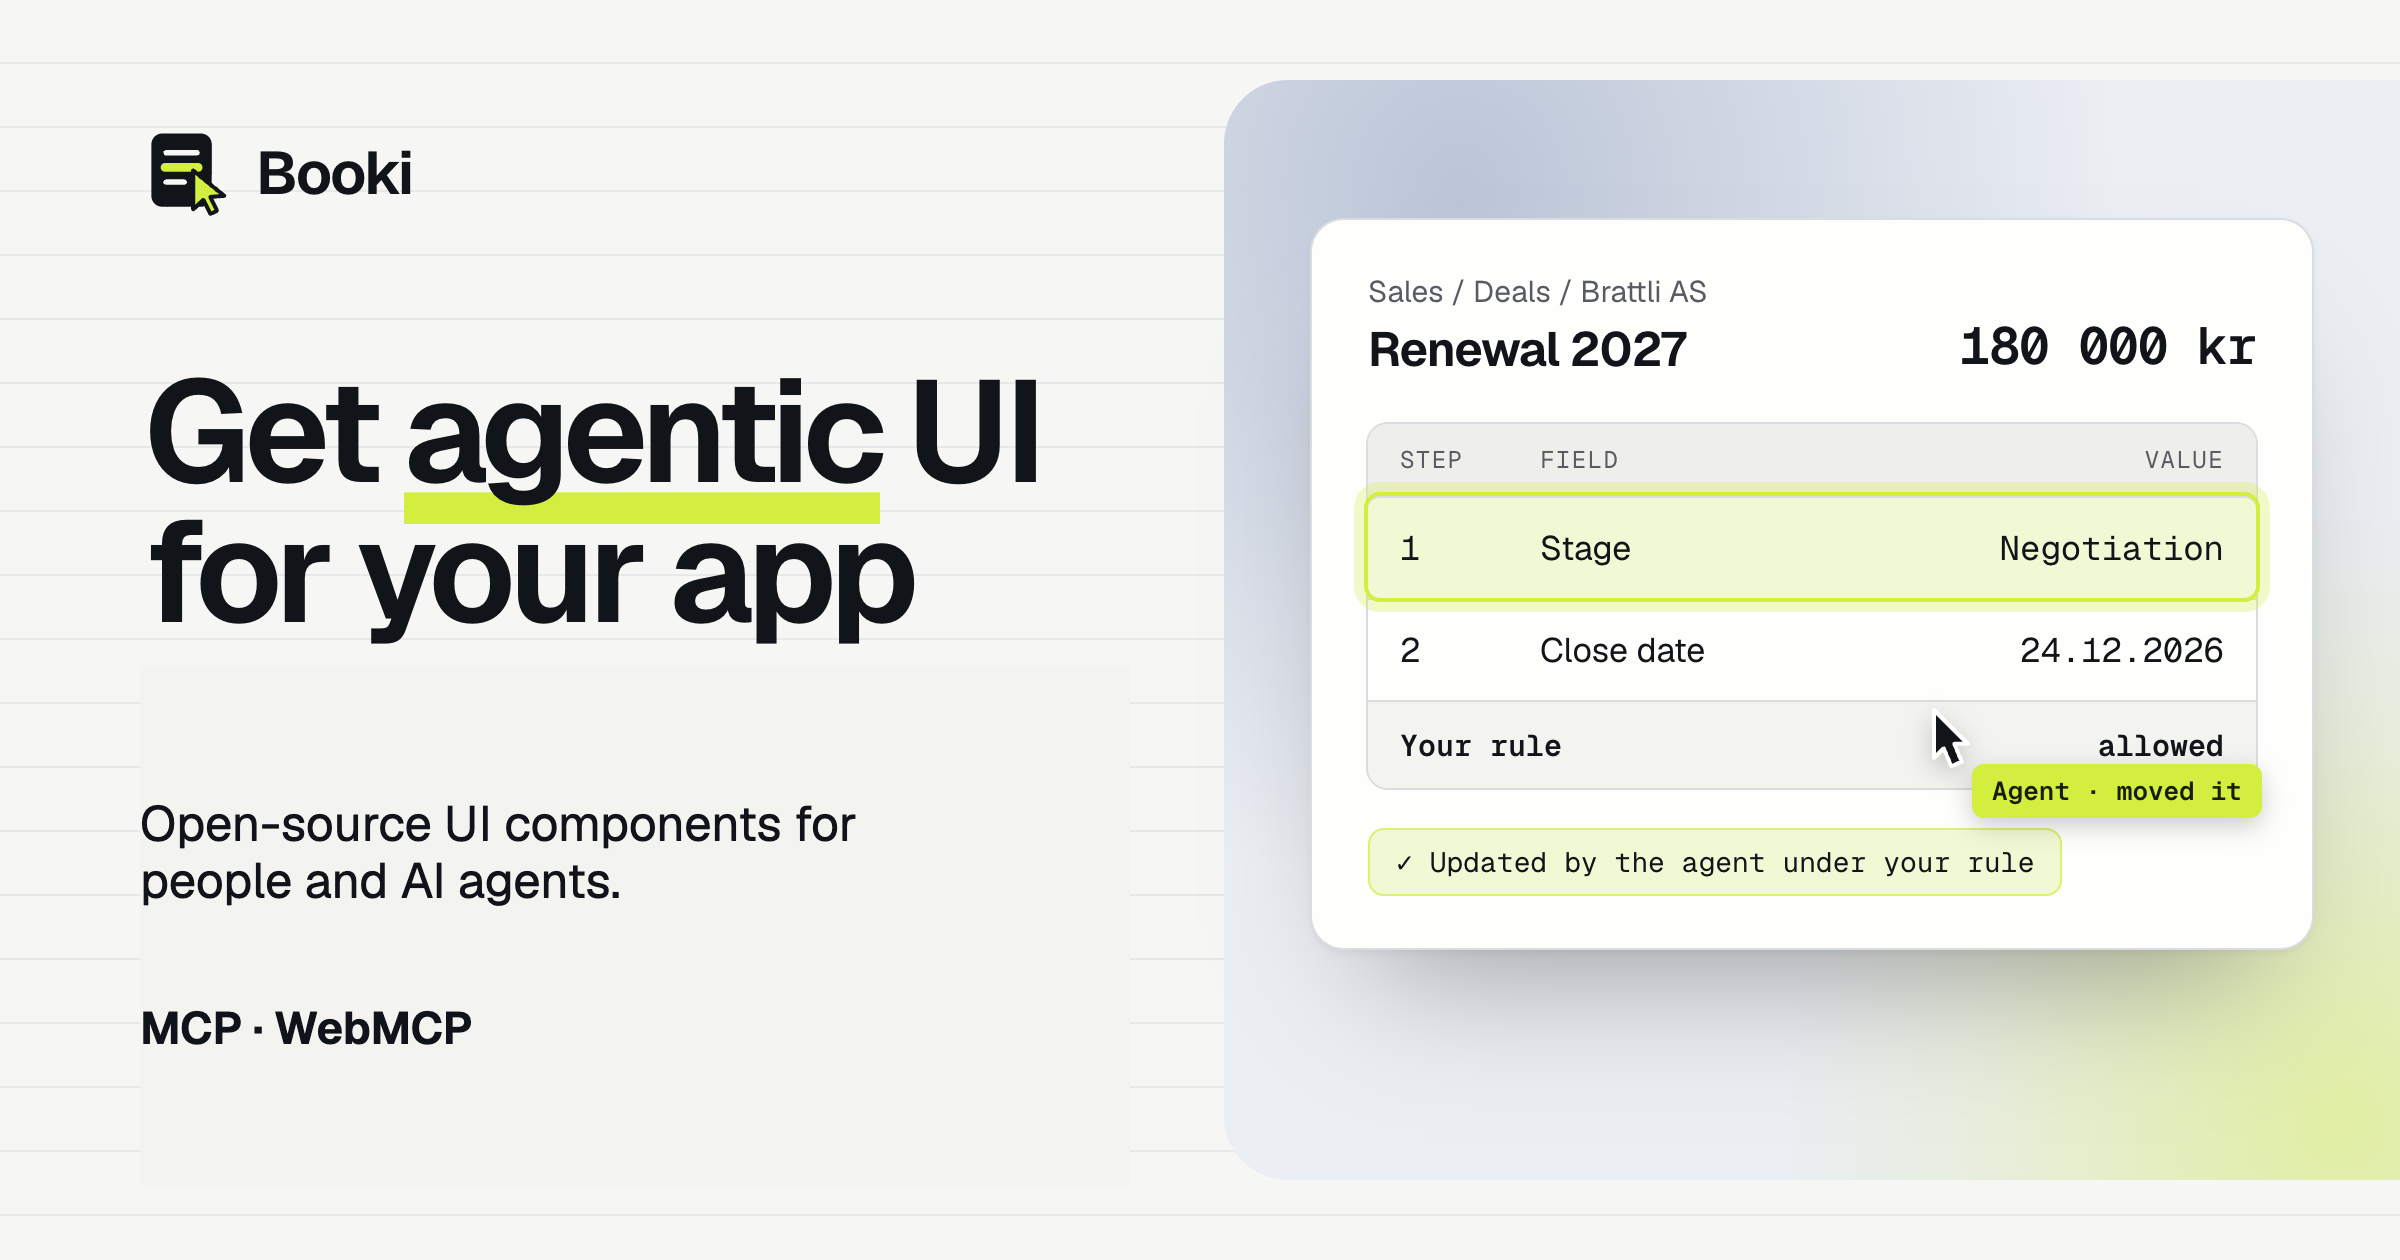 Booki
Get agentic UI
for your app
Open-source UI components for
people and AI agents.
MCP · WebMCP
Sales / Deals / Brattli AS
Renewal 2027 180 000 kr
STEP FIELD VALUE
1 Stage Negotiation
2 Close date 24.12.2026
Your rule allowed
Agent · moved it
✓ Updated by the agent under your rule